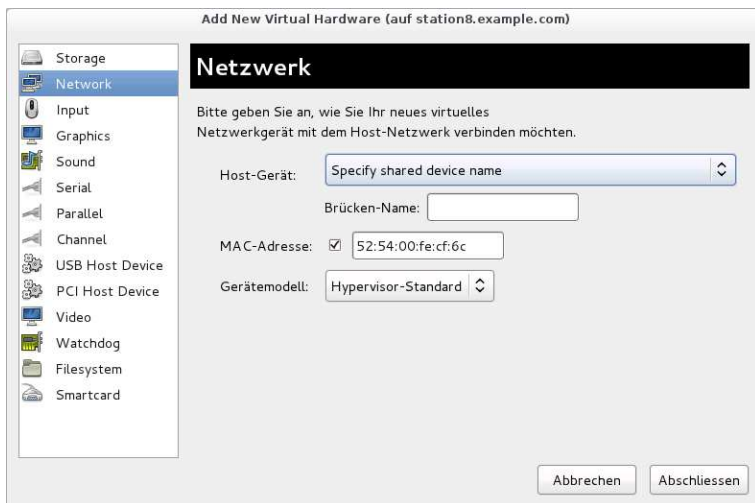 Add New Virtual Hardware (auf station8.example.com)
Storage
Network
Input
Graphics
Sound
Serial
Parallel
Channel
USB Host Device
PCI Host Device
Video
Watchdog
Filesystem
Smartcard
Netzwerk
Bitte geben Sie an, wie Sie Ihr neues virtuelles
Netzwerkgerät mit dem Host-Netzwerk verbinden möchten.
Host-Gerät: Specify shared device name
Brücken-Name:
MAC-Adresse: 52:54:00:fe:cf:6c
Gerätemodell: Hypervisor-Standard
Abbrechen Abschliessen